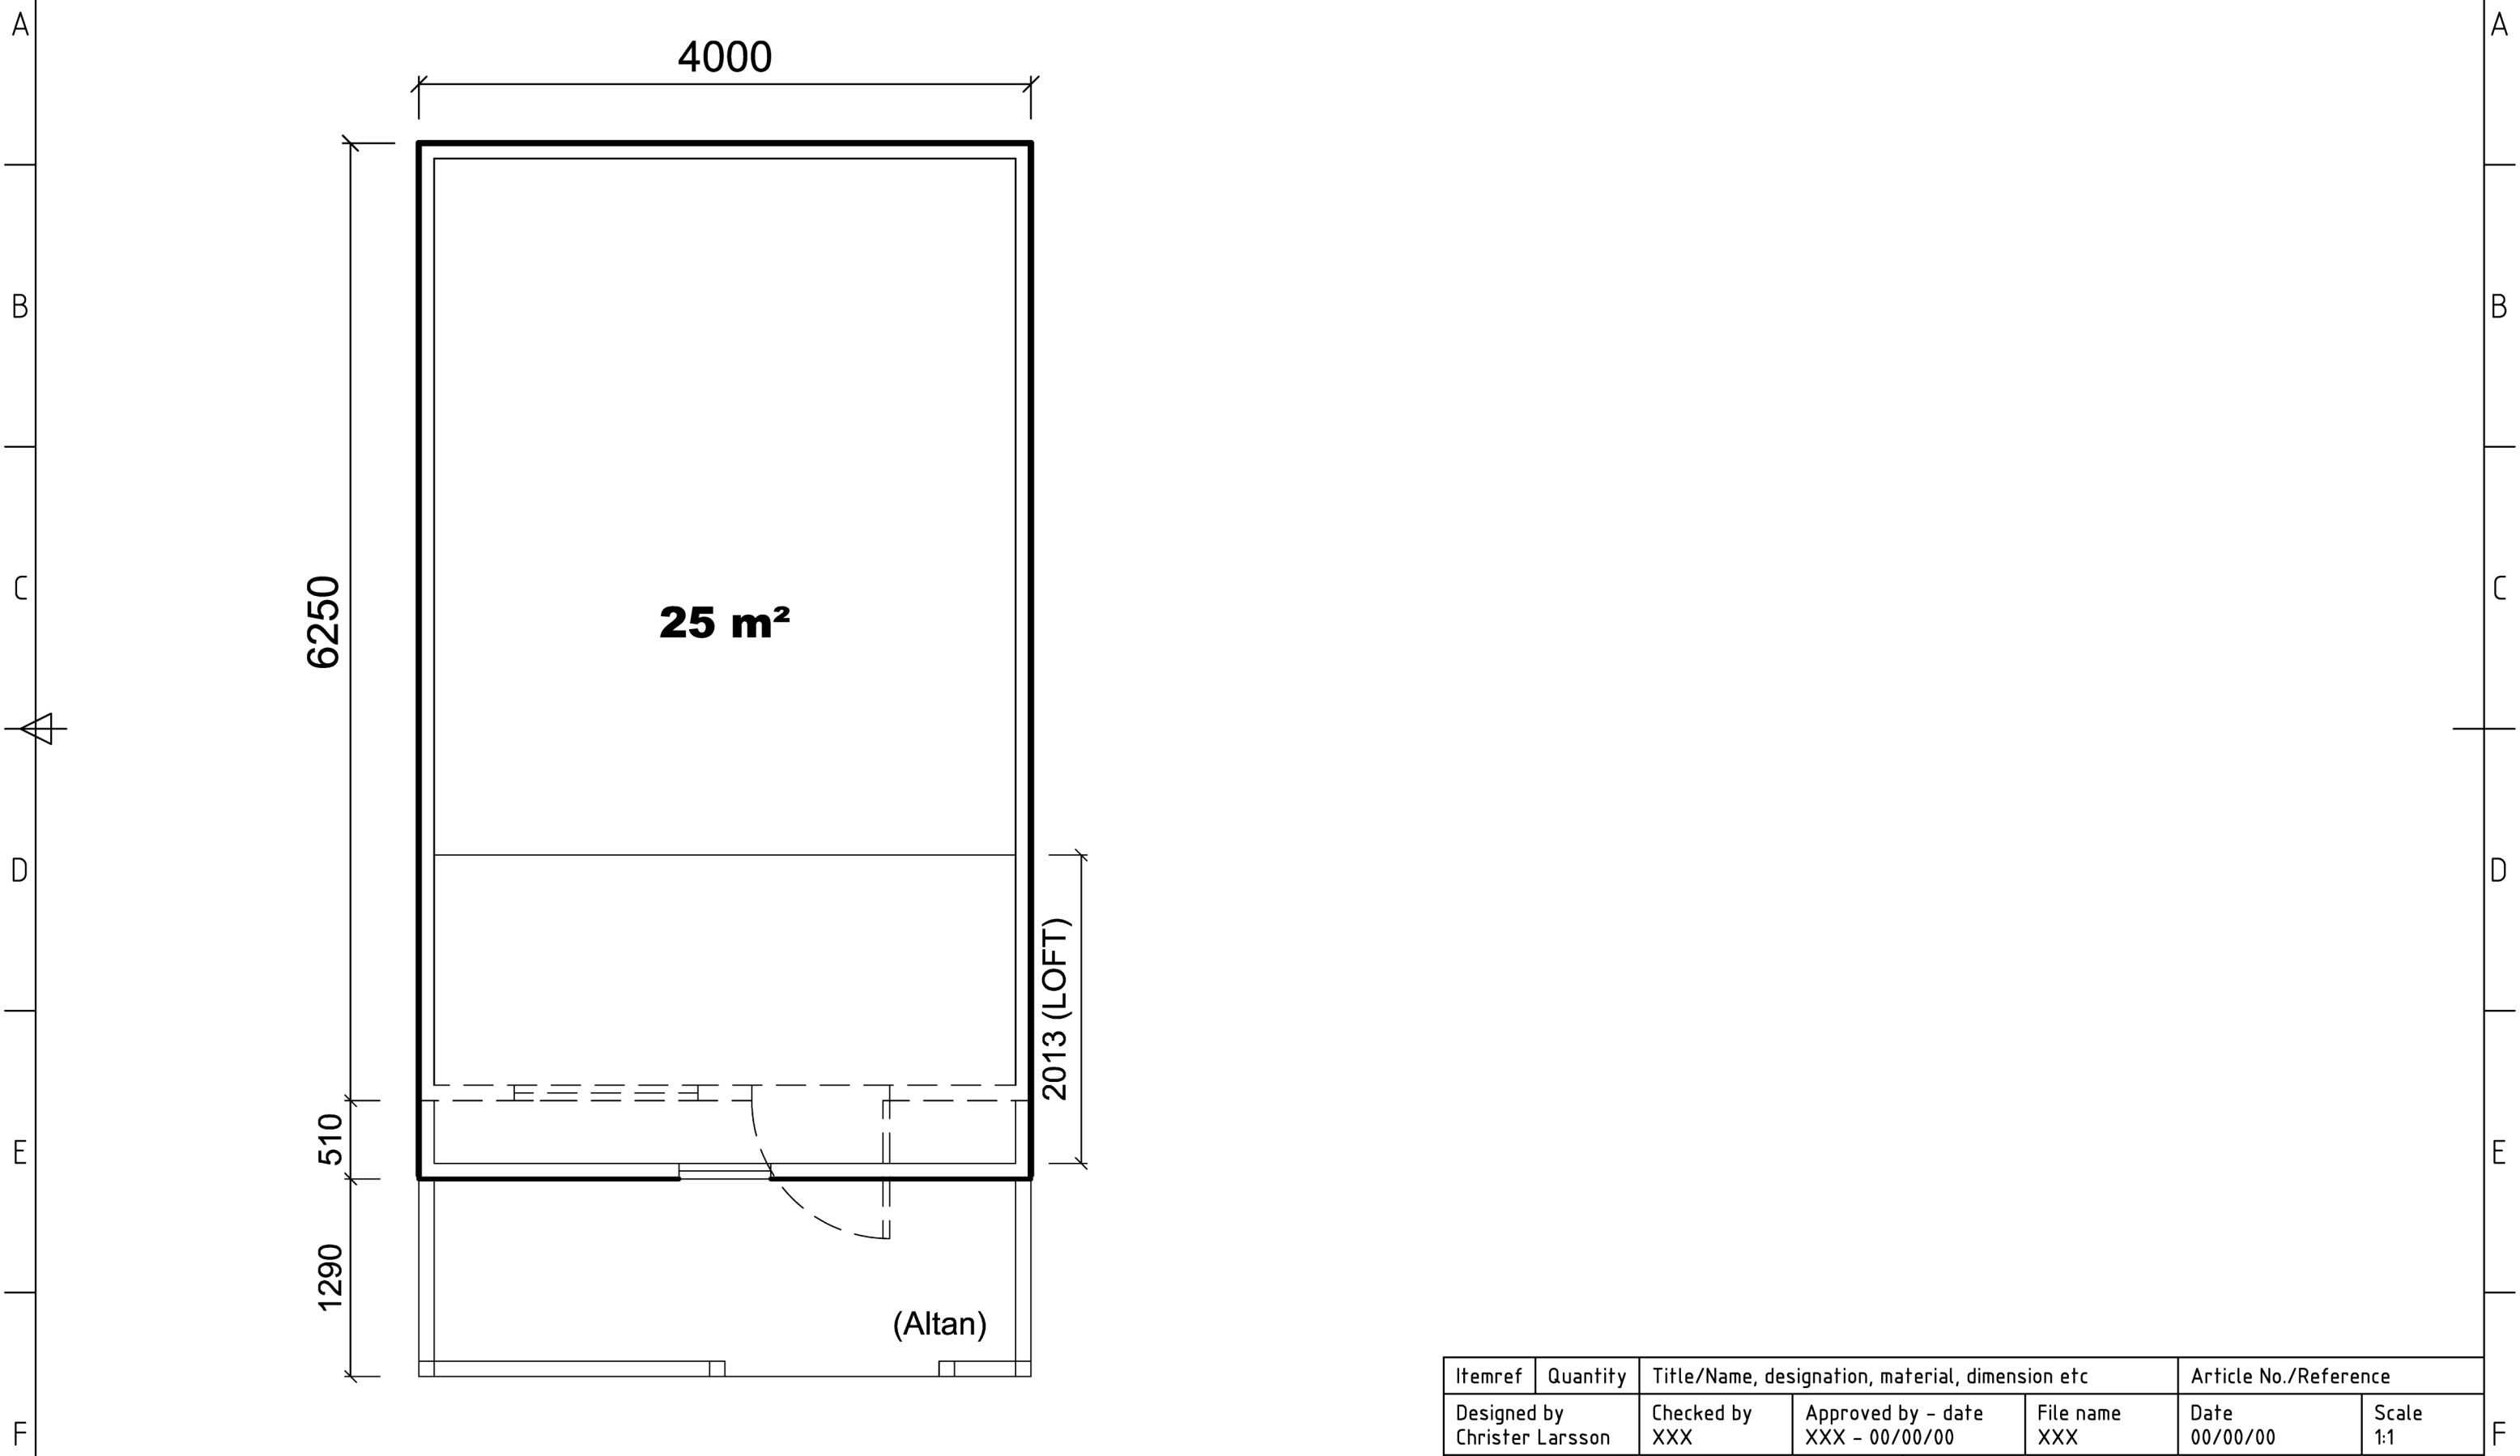 A
A
4000
B
B
6250
C
C
25 m²
D
D
2013 (LOFT)
510
E
E
1290
(Altan)
Itemref Quantity Title/Name, designation, material, dimension etc Article No./Reference
Designed by Checked by Approved by - date File name Date Scale
Christer Larsson XXX XXX - 00/00/00 XXX 00/00/00 1:1
F
F